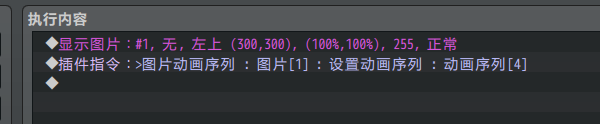 执行内容
◆显示图片：#1, 无, 左上 (300,300), (100%,100%), 255, 正常
◆插件指令：>图片动画序列 : 图片[1] : 设置动画序列 : 动画序列[4]
◆